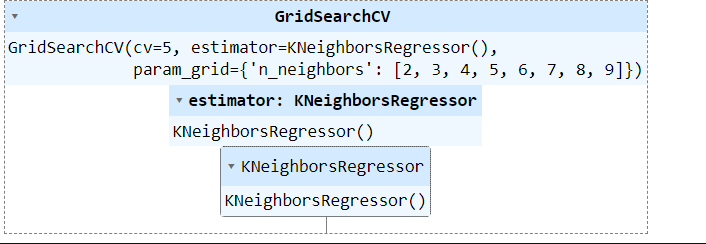 GridSearchCV
GridSearchCV(cv=5, estimator=KNeighborsRegressor(),
param_grid={'n_neighbors': [2, 3, 4, 5, 6, 7, 8, 9]})
estimator: KNeighborsRegressor
KNeighborsRegressor()
KNeighborsRegressor
KNeighborsRegressor()